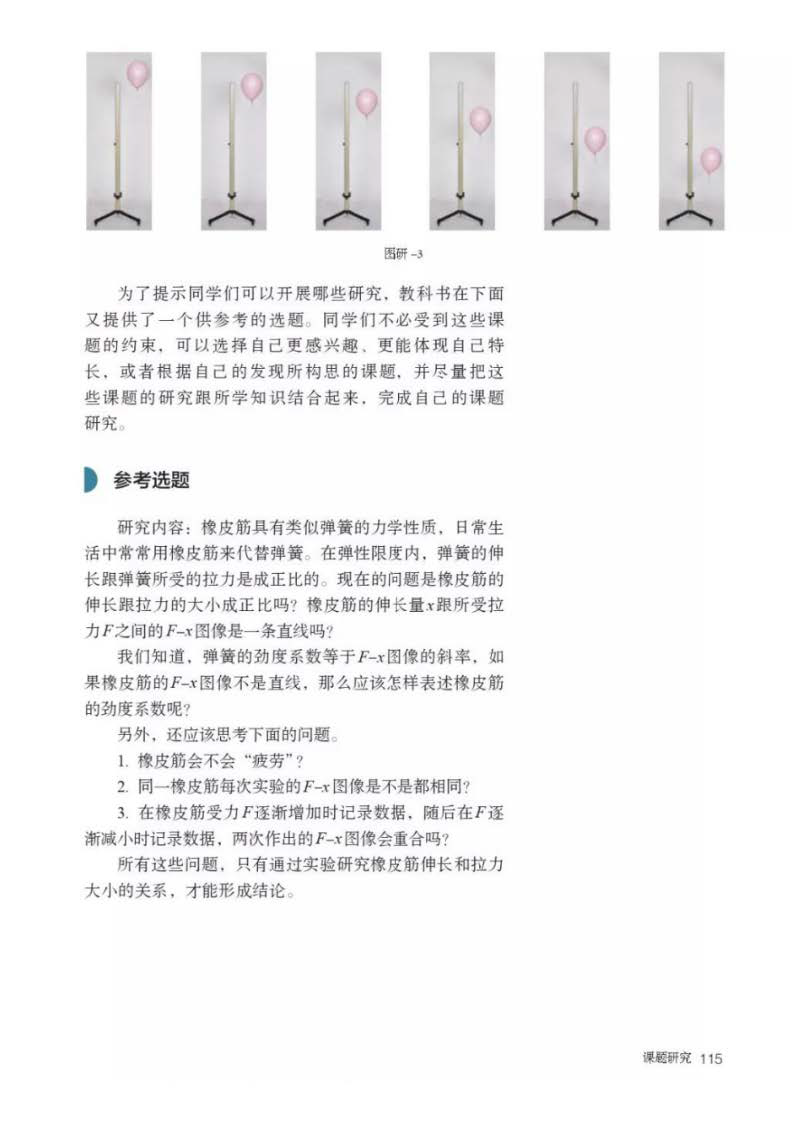 图研-3
为了提示同学们可以开展哪些研究，教科书在下面
又提供了一个供参考的选题。同学们不必受到这些课
题的约束，可以选择自己更感兴趣、更能体现自己特
长，或者根据自己的发现所构思的课题，并尽量把这
些课题的研究跟所学知识结合起来，完成自己的课题
研究。
参考选题
研究内容：橡皮筋具有类似弹簧的力学性质，日常生
活中常常用橡皮筋来代替弹簧。在弹性限度内，弹簧的伸
长跟弹簧所受的拉力是成正比的。现在的问题是橡皮筋的
伸长跟拉力的大小成正比吗？橡皮筋的伸长量x跟所受拉
力F之间的F–x图像是一条直线吗？
我们知道，弹簧的劲度系数等于F–x图像的斜率，如
果橡皮筋的F–x图像不是直线，那么应该怎样表述橡皮筋
的劲度系数呢？
另外，还应该思考下面的问题。
1. 橡皮筋会不会“疲劳”？
2. 同一橡皮筋每次实验的F–x图像是不是都相同？
3. 在橡皮筋受力F逐渐增加时记录数据，随后在F逐
渐减小时记录数据，两次作出的F–x图像会重合吗？
所有这些问题，只有通过实验研究橡皮筋伸长和拉力
大小的关系，才能形成结论。
课题研究 115